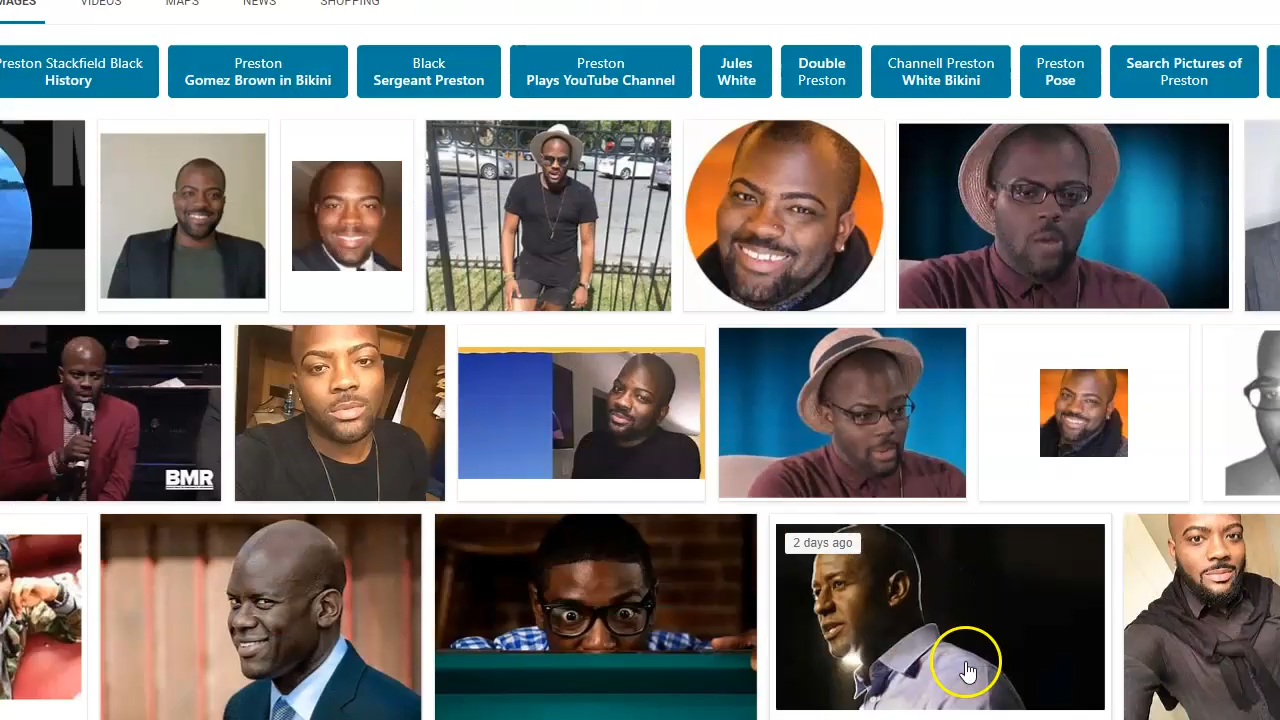 IMAGES
VIDEOS
MAPS
NEWS
SHOPPING
Preston Stackfield Black
History
Preston
Gomez Brown in Bikini
Black
Sergeant Preston
Preston
Plays YouTube Channel
Jules
White
Double
Preston
Channell Preston
White Bikini
Preston
Pose
Search Pictures of
Preston
BMR
2 days ago